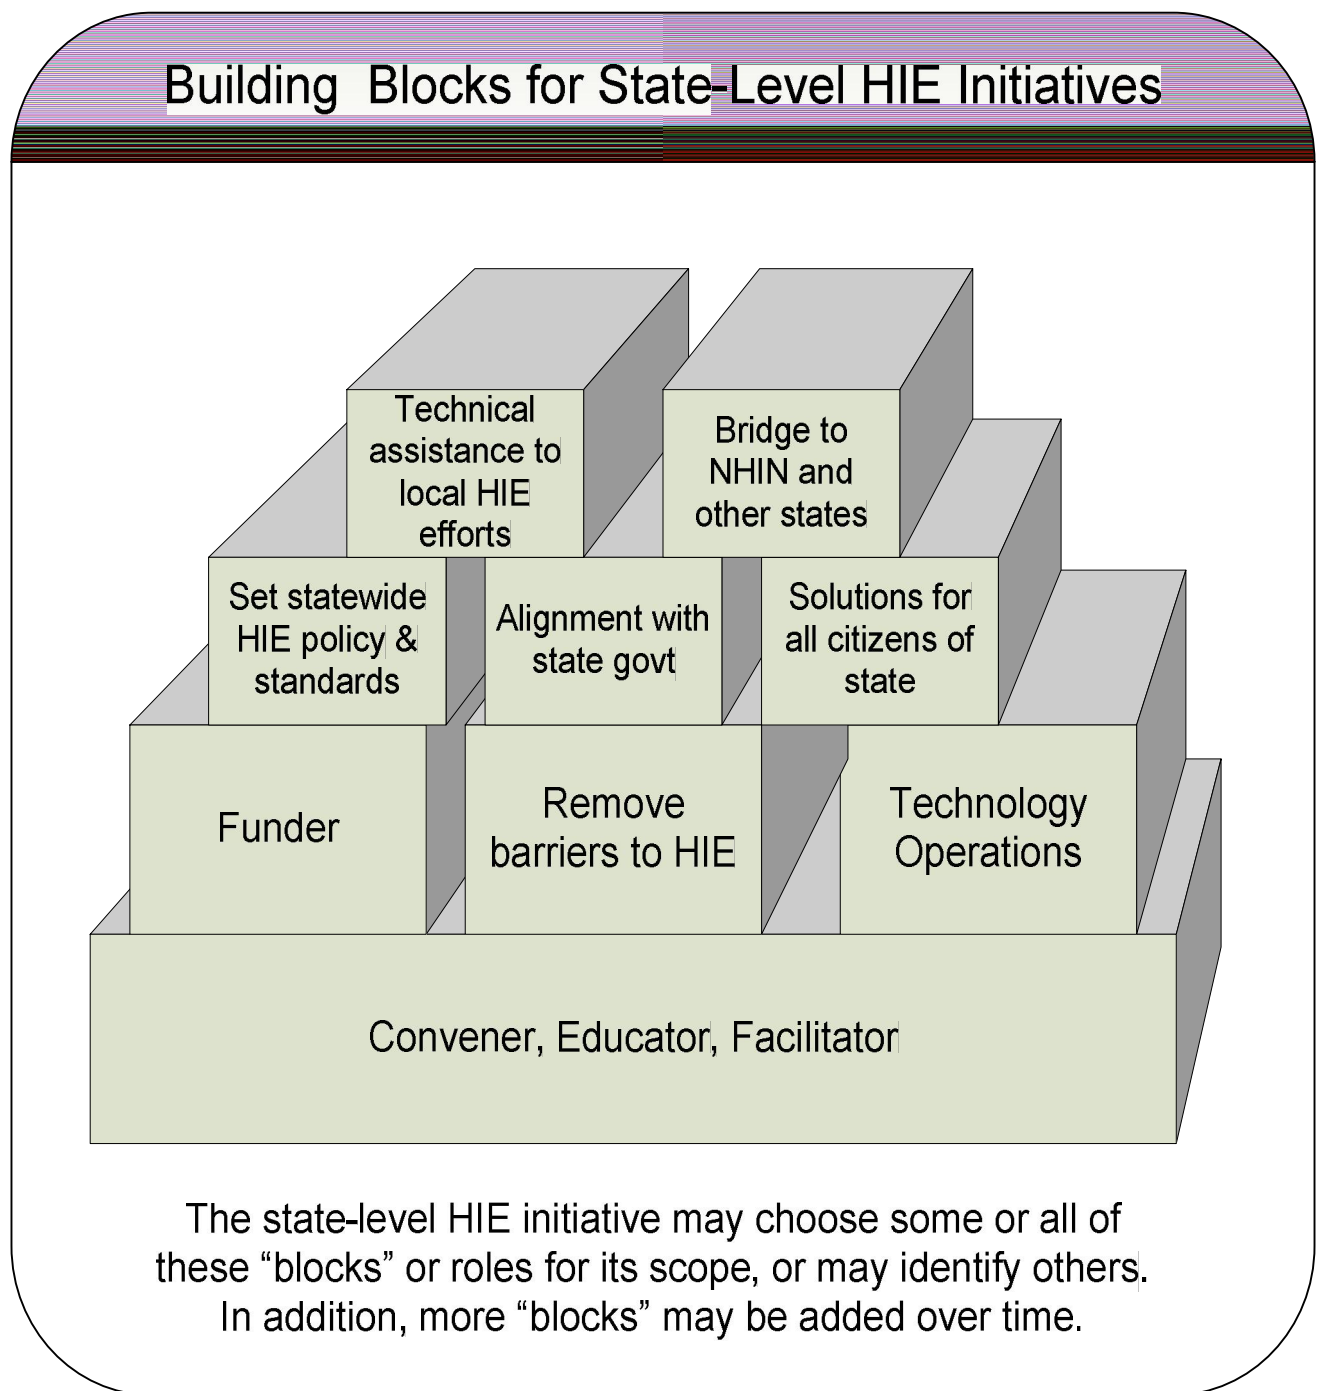 Building Blocks for State-Level HIE Initiatives
Technical
assistance to
local HIE
efforts
Bridge to
NHIN and
other states
Set statewide
HIE policy &
standards
Alignment with
state govt
Solutions for
all citizens of
state
Funder
Remove
barriers to HIE
Technology
Operations
Convener, Educator, Facilitator
The state-level HIE initiative may choose some or all of
these “blocks” or roles for its scope, or may identify others.
In addition, more “blocks” may be added over time.